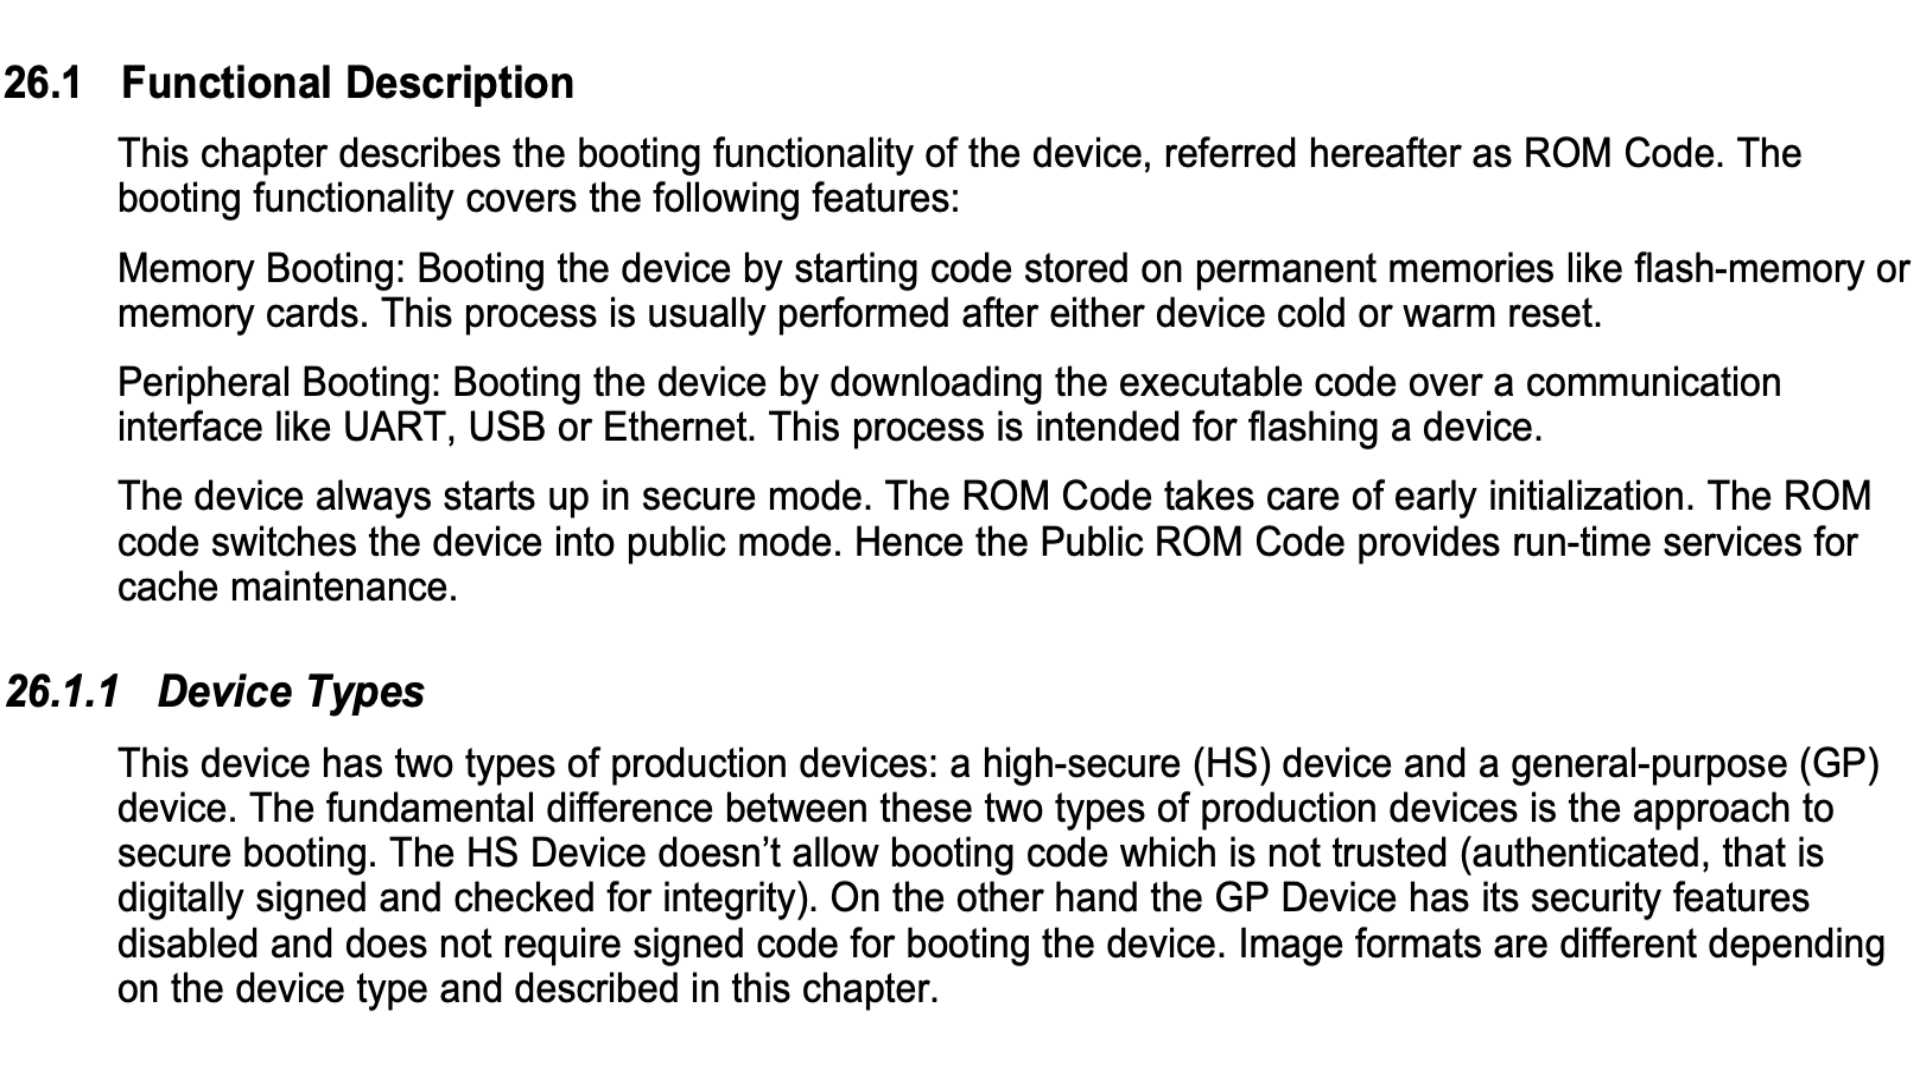 26.1 Functional Description
This chapter describes the booting functionality of the device, referred hereafter as ROM Code. The
booting functionality covers the following features:
Memory Booting: Booting the device by starting code stored on permanent memories like flash-memory or
memory cards. This process is usually performed after either device cold or warm reset.
Peripheral Booting: Booting the device by downloading the executable code over a communication
interface like UART, USB or Ethernet. This process is intended for flashing a device.
The device always starts up in secure mode. The ROM Code takes care of early initialization. The ROM
code switches the device into public mode. Hence the Public ROM Code provides run-time services for
cache maintenance.
26.1.1 Device Types
This device has two types of production devices: a high-secure (HS) device and a general-purpose (GP)
device. The fundamental difference between these two types of production devices is the approach to
secure booting. The HS Device doesn’t allow booting code which is not trusted (authenticated, that is
digitally signed and checked for integrity). On the other hand the GP Device has its security features
disabled and does not require signed code for booting the device. Image formats are different depending
on the device type and described in this chapter.